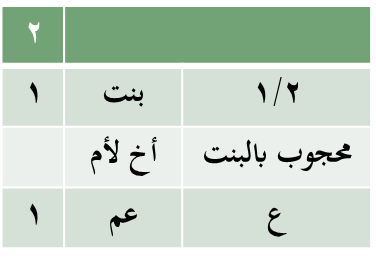 ٢
١/٢ بنت ١
محجوب بالبنت أخ لأم
ع عم ١